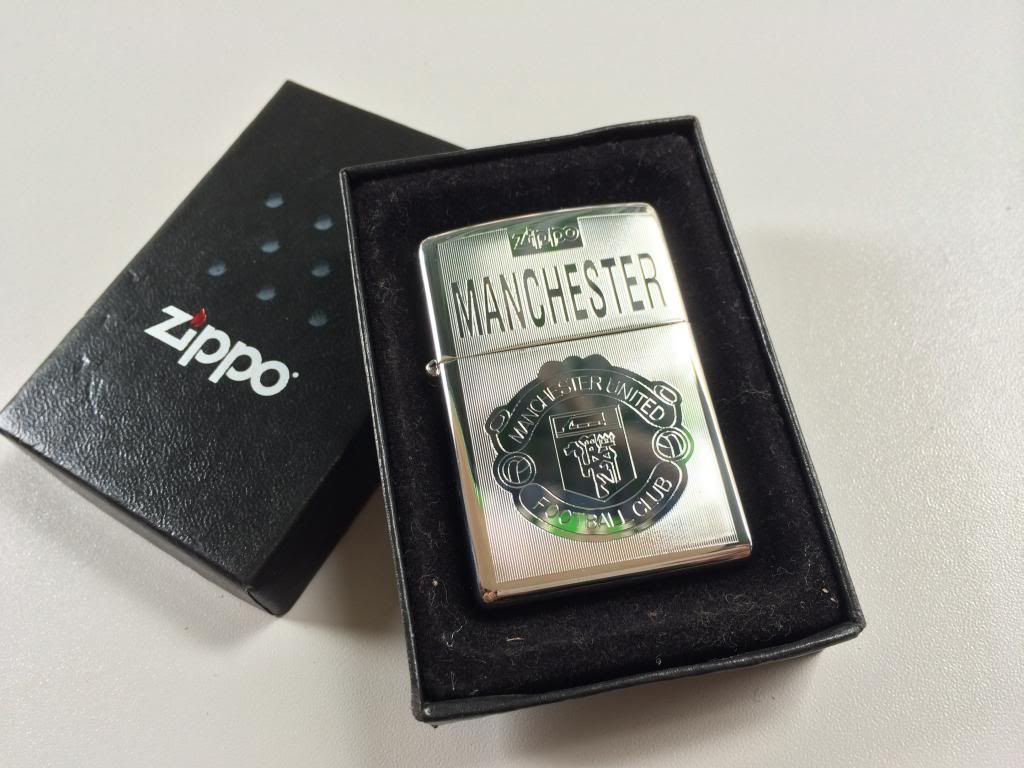 zippo
zippo
MANCHESTER
MANCHESTER UNITED
FOOTBALL CLUB